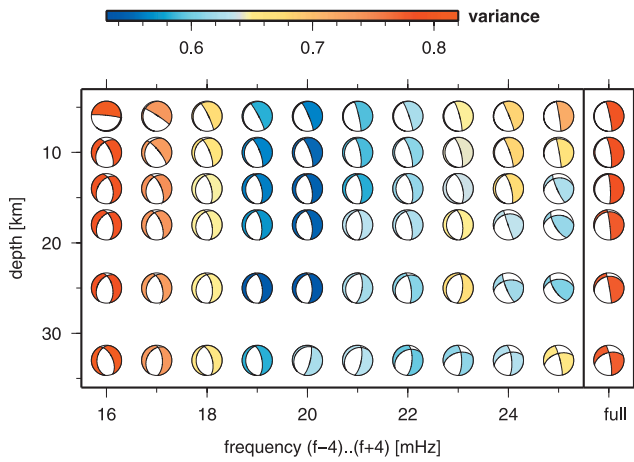 variance
0.6 0.7 0.8
depth [km]
10
20
30
16 18 20 22 24 full
frequency (f−4)..(f+4) [mHz]